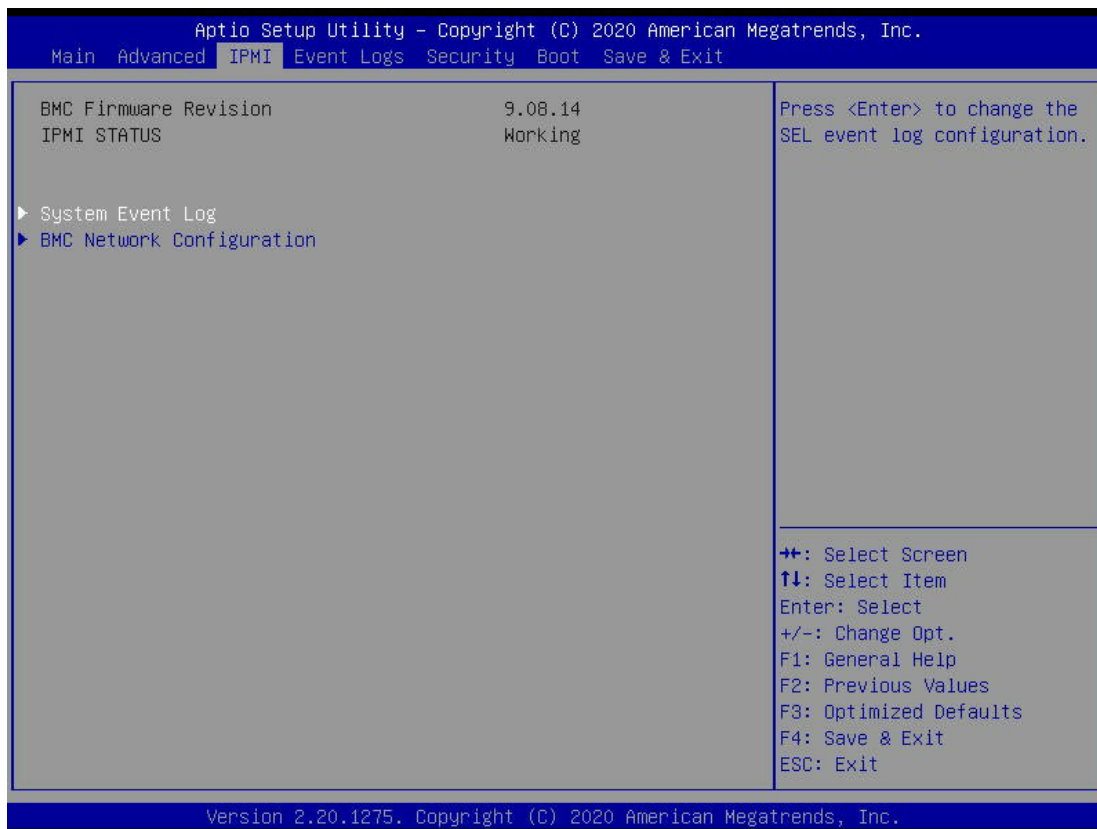 Aptio Setup Utility – Copyright (C) 2020 American Megatrends, Inc.
Main Advanced IPMI Event Logs Security Boot Save & Exit
BMC Firmware Revision 9.08.14
IPMI STATUS Working
▶ System Event Log
▶ BMC Network Configuration
Press <Enter> to change the
SEL event log configuration.
→←: Select Screen
↑↓: Select Item
Enter: Select
+/-: Change Opt.
F1: General Help
F2: Previous Values
F3: Optimized Defaults
F4: Save & Exit
ESC: Exit
Version 2.20.1275. Copyright (C) 2020 American Megatrends, Inc.